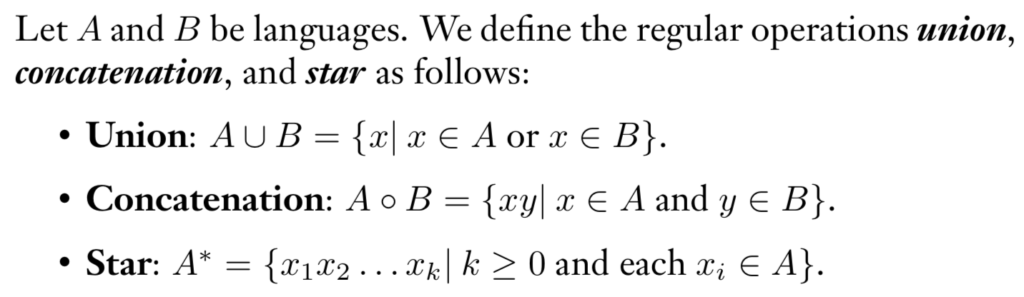 Let A and B be languages. We define the regular operations union,
concatenation, and star as follows:
• Union: A ∪ B = {x| x ∈ A or x ∈ B}.
• Concatenation: A ∘ B = {xy| x ∈ A and y ∈ B}.
• Star: A* = {x₁x₂ . . . xₖ| k ≥ 0 and each xᵢ ∈ A}.